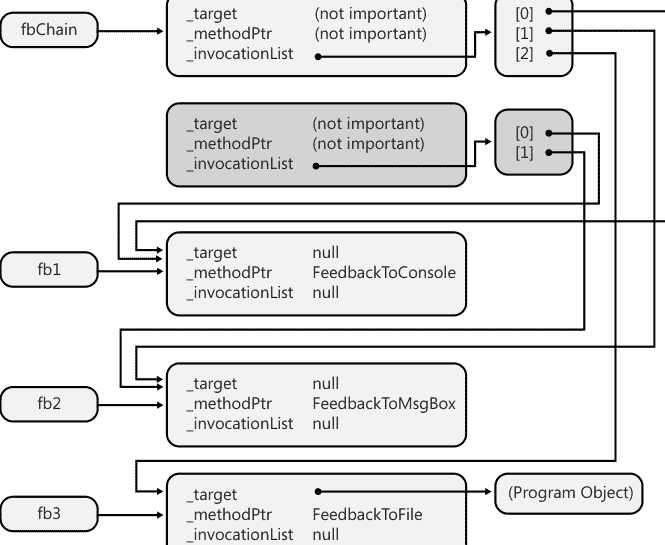 fbChain
_target (not important)
_methodPtr (not important)
_invocationList
[0]
[1]
[2]
_target (not important)
_methodPtr (not important)
_invocationList
[0]
[1]
fb1
_target null
_methodPtr FeedbackToConsole
_invocationList null
fb2
_target null
_methodPtr FeedbackToMsgBox
_invocationList null
fb3
_target
_methodPtr FeedbackToFile
_invocationList null
(Program Object)